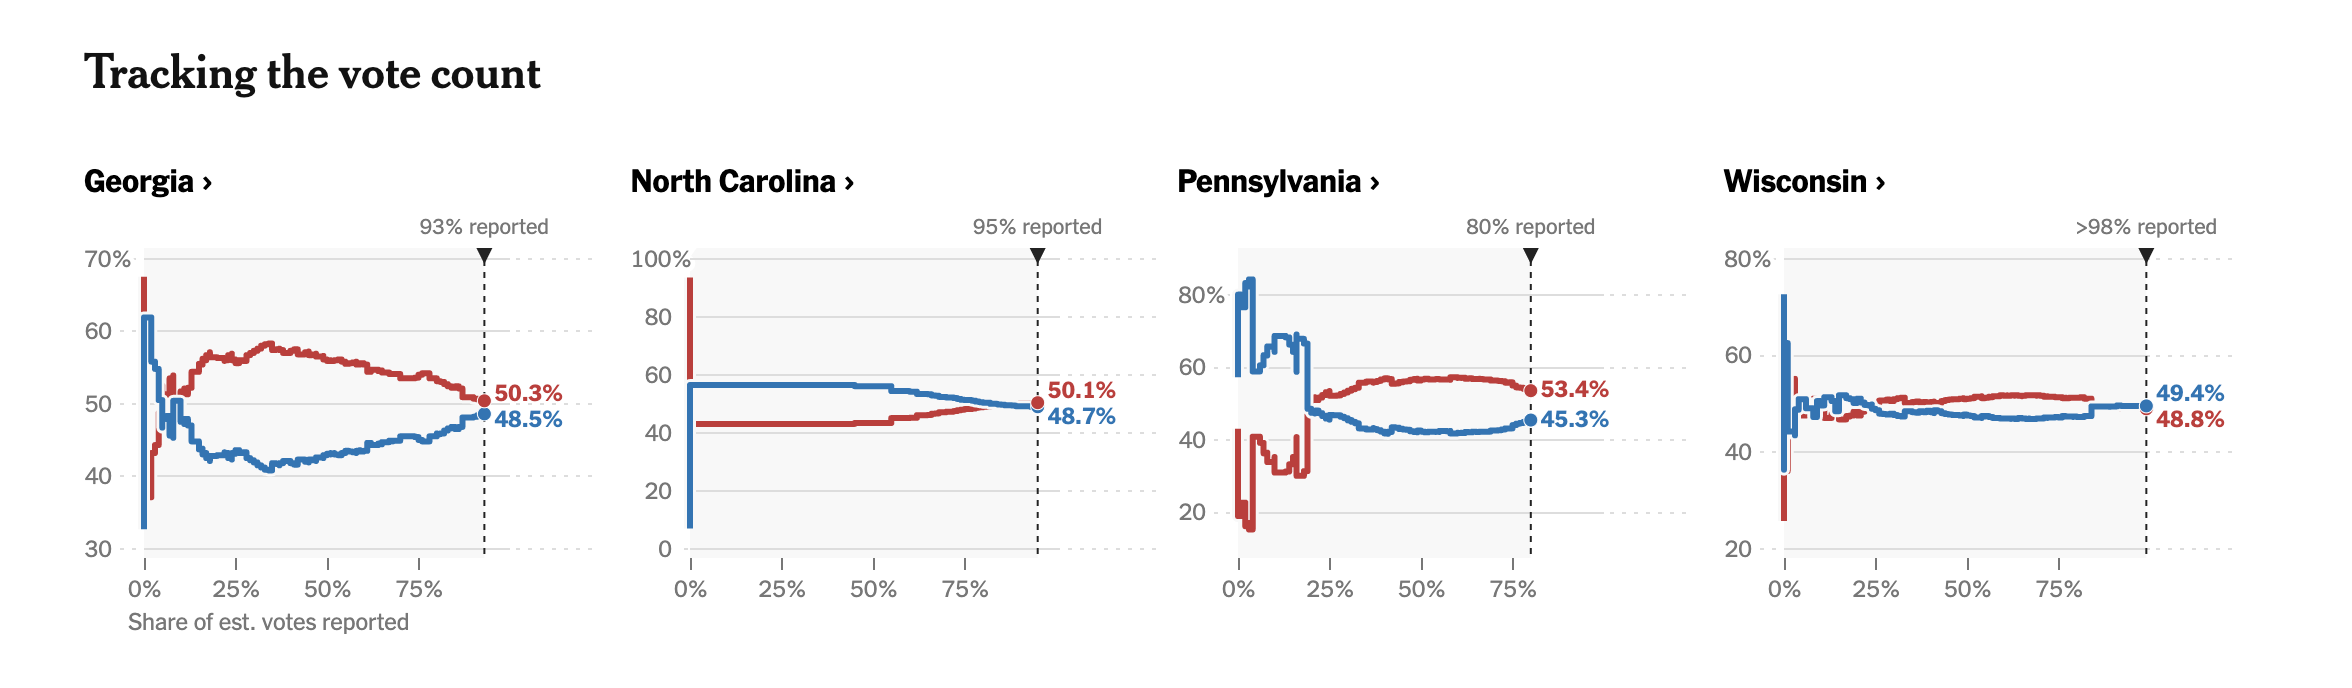 Tracking the vote count
Georgia ›
93% reported
70%
60
50
40
30
50.3%
48.5%
0% 25% 50% 75%
Share of est. votes reported
North Carolina ›
95% reported
100%
80
60
40
20
0
50.1%
48.7%
0% 25% 50% 75%
Pennsylvania ›
80% reported
80%
60
40
20
53.4%
45.3%
0% 25% 50% 75%
Wisconsin ›
>98% reported
80%
60
40
20
49.4%
48.8%
0% 25% 50% 75%